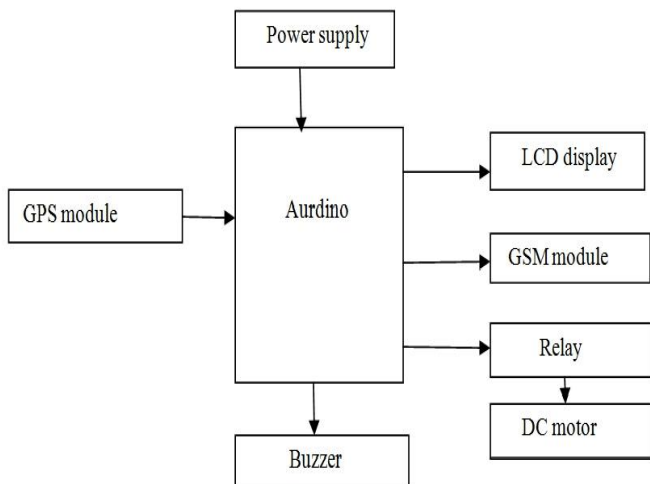 Power supply
LCD display
Aurdino
GPS module
GSM module
Relay
DC motor
Buzzer